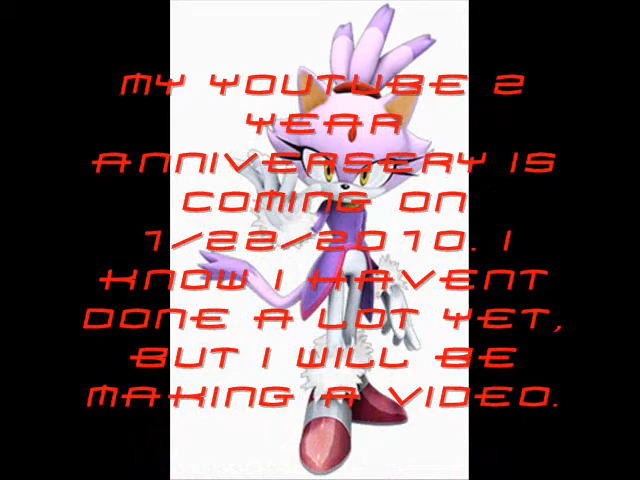 MY YOUTUBE 2
YEAR
ANNIVERSERY IS
COMING ON
1/22/2010. I
KNOW I HAVENT
DONE A LOT YET,
BUT I WILL BE
MAKING A VIDEO.